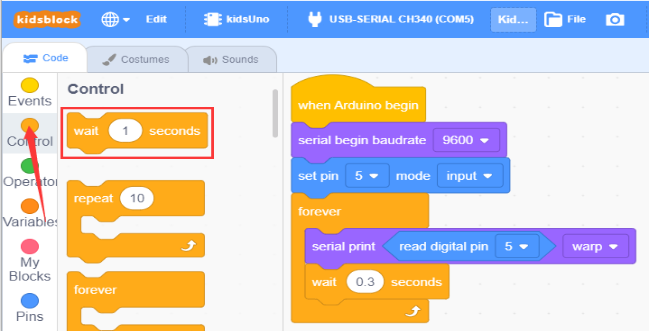 kidsblock Edit kidsUno USB-SERIAL CH340 (COM5) Kid... File
Code Costumes Sounds
Events
Control
Operator
Variables
My
Blocks
Pins
Control
wait 1 seconds
repeat 10
forever
when Arduino begin
serial begin baudrate 9600
set pin 5 mode input
forever
serial print read digital pin 5 warp
wait 0.3 seconds